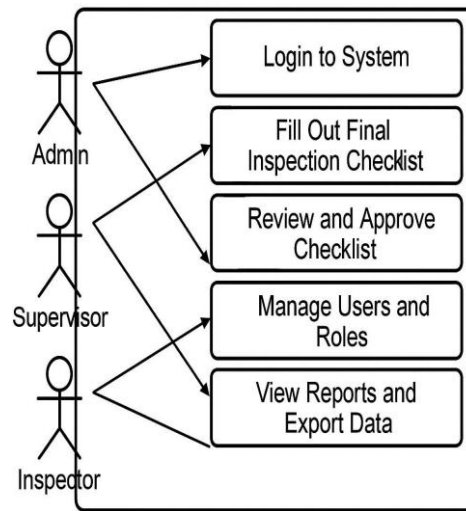 Login to System
Admin
Fill Out Final
Inspection Checklist
Review and Approve
Checklist
Supervisor
Manage Users and
Roles
View Reports and
Export Data
Inspector